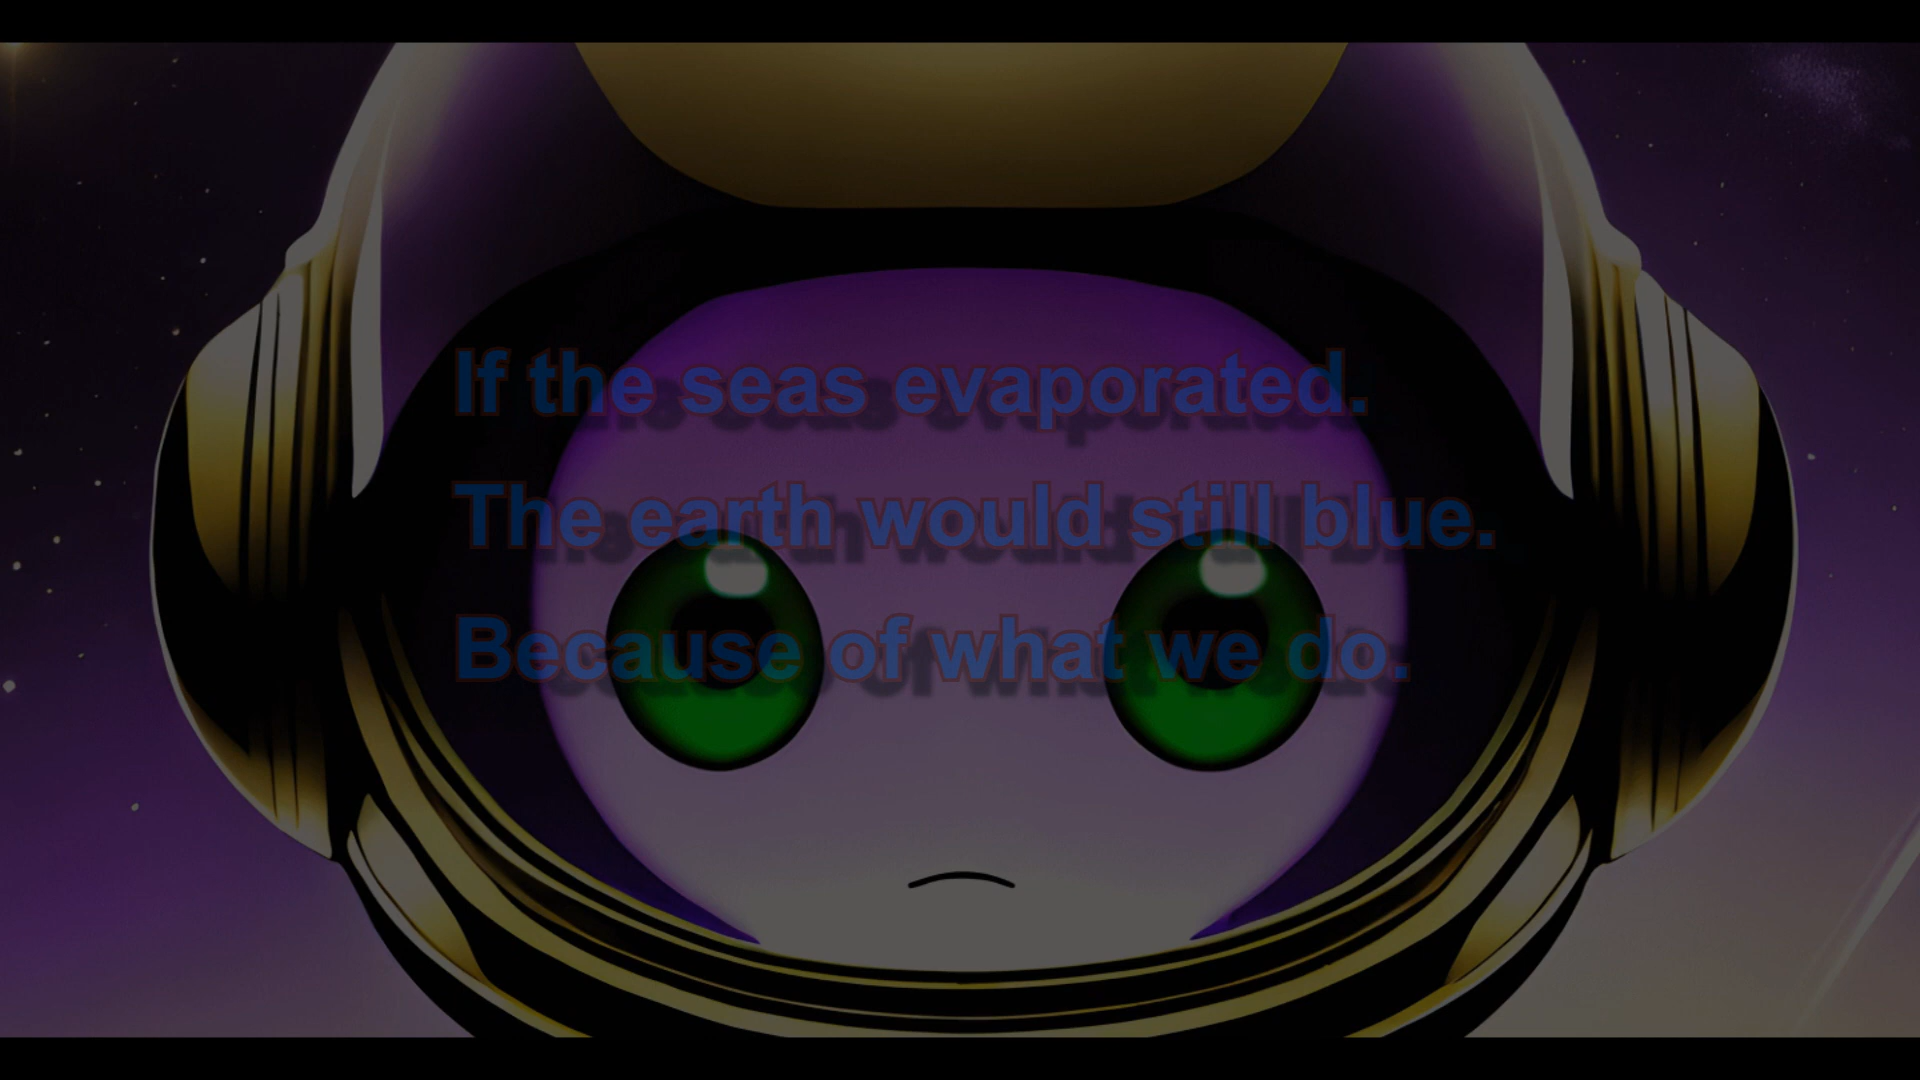 If the seas evaporated.
The earth would still blue.
Because of what we do.